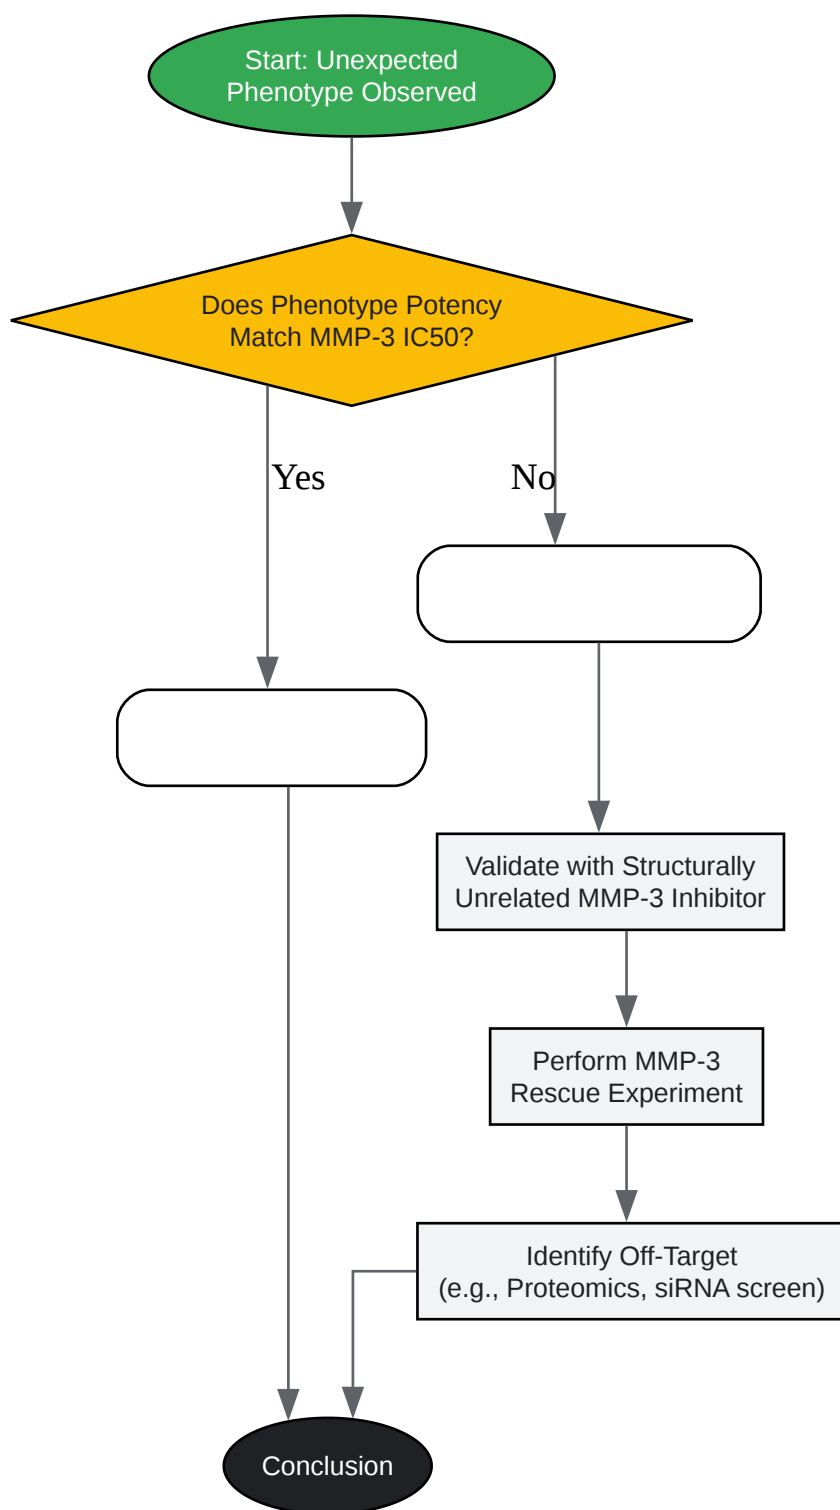 Start: Unexpected
Phenotype Observed
Does Phenotype Potency
Match MMP-3 IC50?
Yes
No
Validate with Structurally
Unrelated MMP-3 Inhibitor
Perform MMP-3
Rescue Experiment
Identify Off-Target
(e.g., Proteomics, siRNA screen)
Conclusion